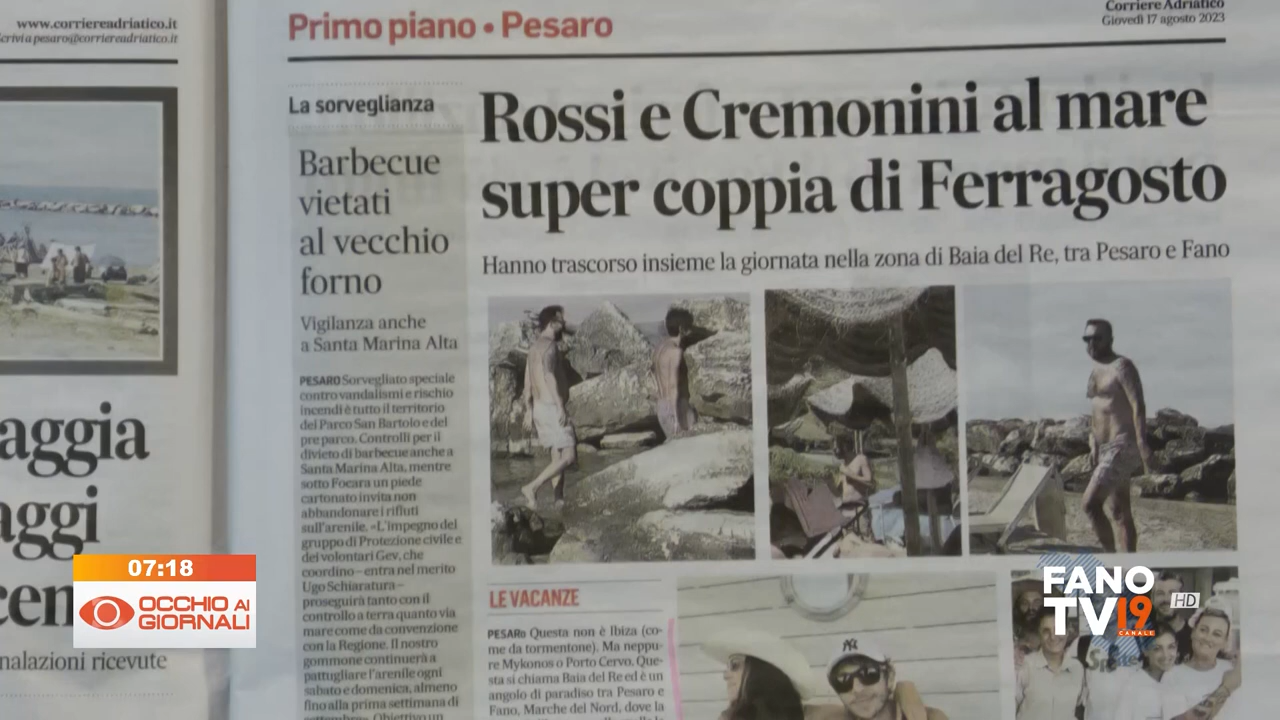 www.corriereadriatico.it
scrivi a pesaro@corriereadriatico.it
Primo piano • Pesaro
Corriere Adriatico
Giovedì 17 agosto 2023
La sorveglianza
Barbecue
vietati
al vecchio
forno
Vigilanza anche
a Santa Marina Alta
PESARO Sorvegliato speciale
contro vandalismi e rischio
incendi è tutto il territorio
del Parco San Bartolo e del
pre parco. Controlli per il
divieto di barbecue anche a
Santa Marina Alta, mentre
sotto Focara un piede
cartonato invita non
abbandonare i rifiuti
sull'arenile. «L'impegno del
gruppo di Protezione civile e
dei volontari Gev, che
coordino – entra nel merito
Ugo Schiaratura –
proseguirà tanto con il
controllo a terra quanto via
mare come da convenzione
con la Regione. Il nostro
gommone continuerà a
pattugliare l'arenile ogni
sabato e domenica, almeno
fino alla prima settimana di
settembre». Obiettivo un
Rossi e Cremonini al mare
super coppia di Ferragosto
Hanno trascorso insieme la giornata nella zona di Baia del Re, tra Pesaro e Fano
LE VACANZE
PESARO Questa non è Ibiza (co-
me da tormentone). Ma neppu-
re Mykonos o Porto Cervo. Que-
sta si chiama Baia del Re ed è un
angolo di paradiso tra Pesaro e
Fano, Marche del Nord, dove la
aggia
aggi
cen
nalazioni ricevute
07:18
OCCHIO AI
GIORNALI
FANO
TV19
CANALE
HD
NY